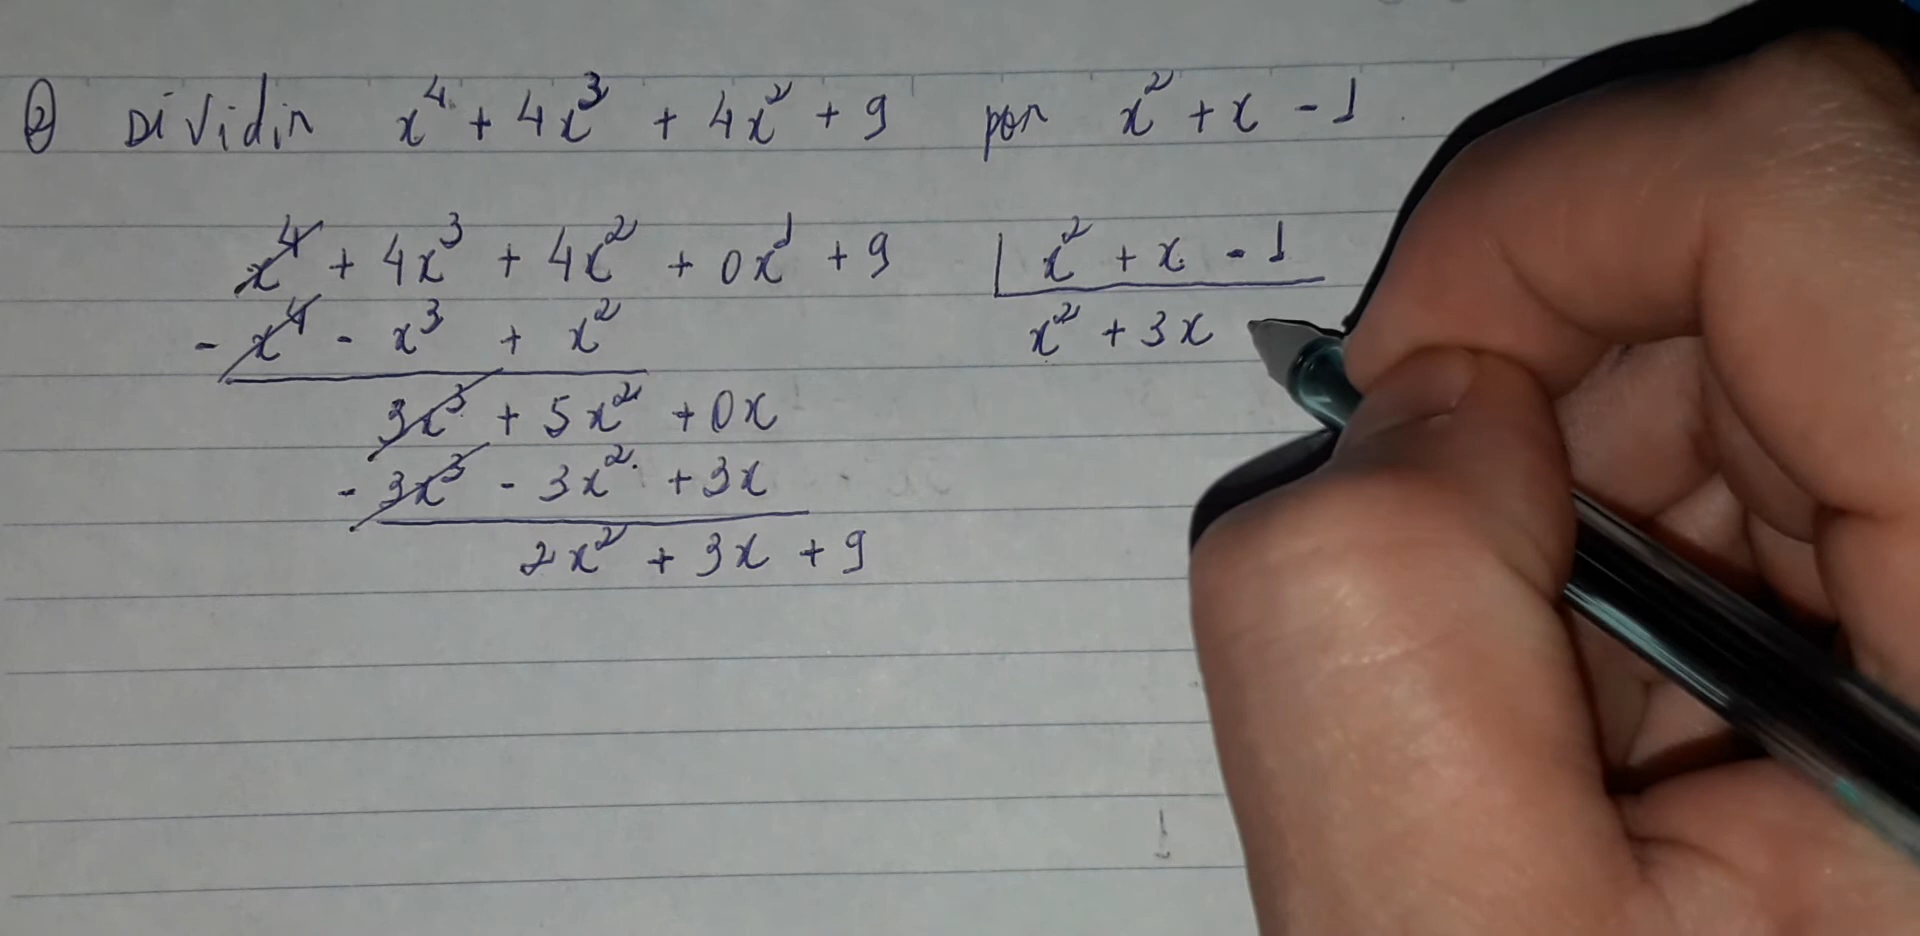 ② Dividir x⁴ + 4x³ + 4x² + 9 por x² + x - 1
x⁴ + 4x³ + 4x² + 0x¹ + 9 | x² + x - 1
- x⁴ - x³ + x² x² + 3x
3x³ + 5x² + 0x
- 3x³ - 3x² + 3x
2x² + 3x + 9